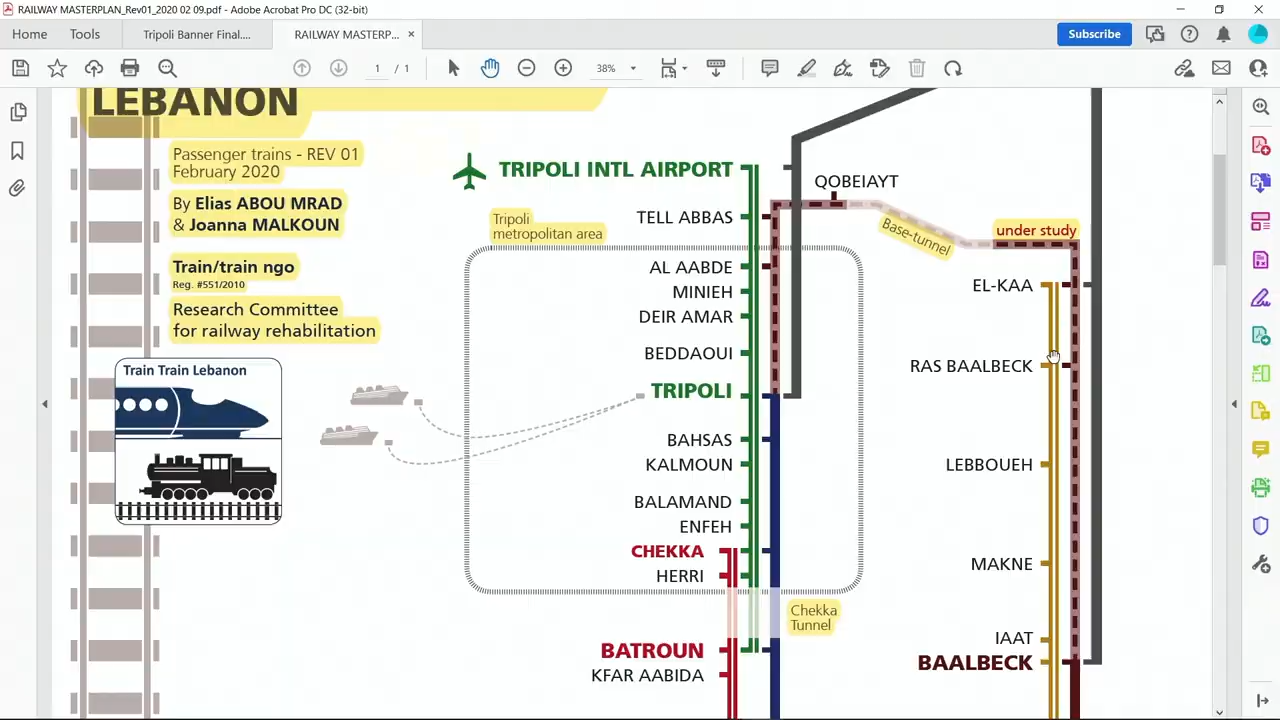 RAILWAY MASTERPLAN_Rev01_2020 02 09.pdf - Adobe Acrobat Pro DC (32-bit)
Home
Tools
Tripoli Banner Final....
RAILWAY MASTERP...
Subscribe
1 / 1
38%
LEBANON
Passenger trains - REV 01
February 2020
By Elias ABOU MRAD
& Joanna MALKOUN
Train/train ngo
Reg. #551/2010
Research Committee
for railway rehabilitation
Train Train Lebanon
TRIPOLI INTL AIRPORT
QOBEIAYT
TELL ABBAS
Tripoli
metropolitan area
Base-tunnel
under study
AL AABDE
MINIEH
DEIR AMAR
BEDDAOUI
TRIPOLI
BAHSAS
KALMOUN
BALAMAND
ENFEH
CHEKKA
HERRI
Chekka
Tunnel
BATROUN
KFAR AABIDA
EL-KAA
RAS BAALBECK
LEBBOUEH
MAKNE
IAAT
BAALBECK